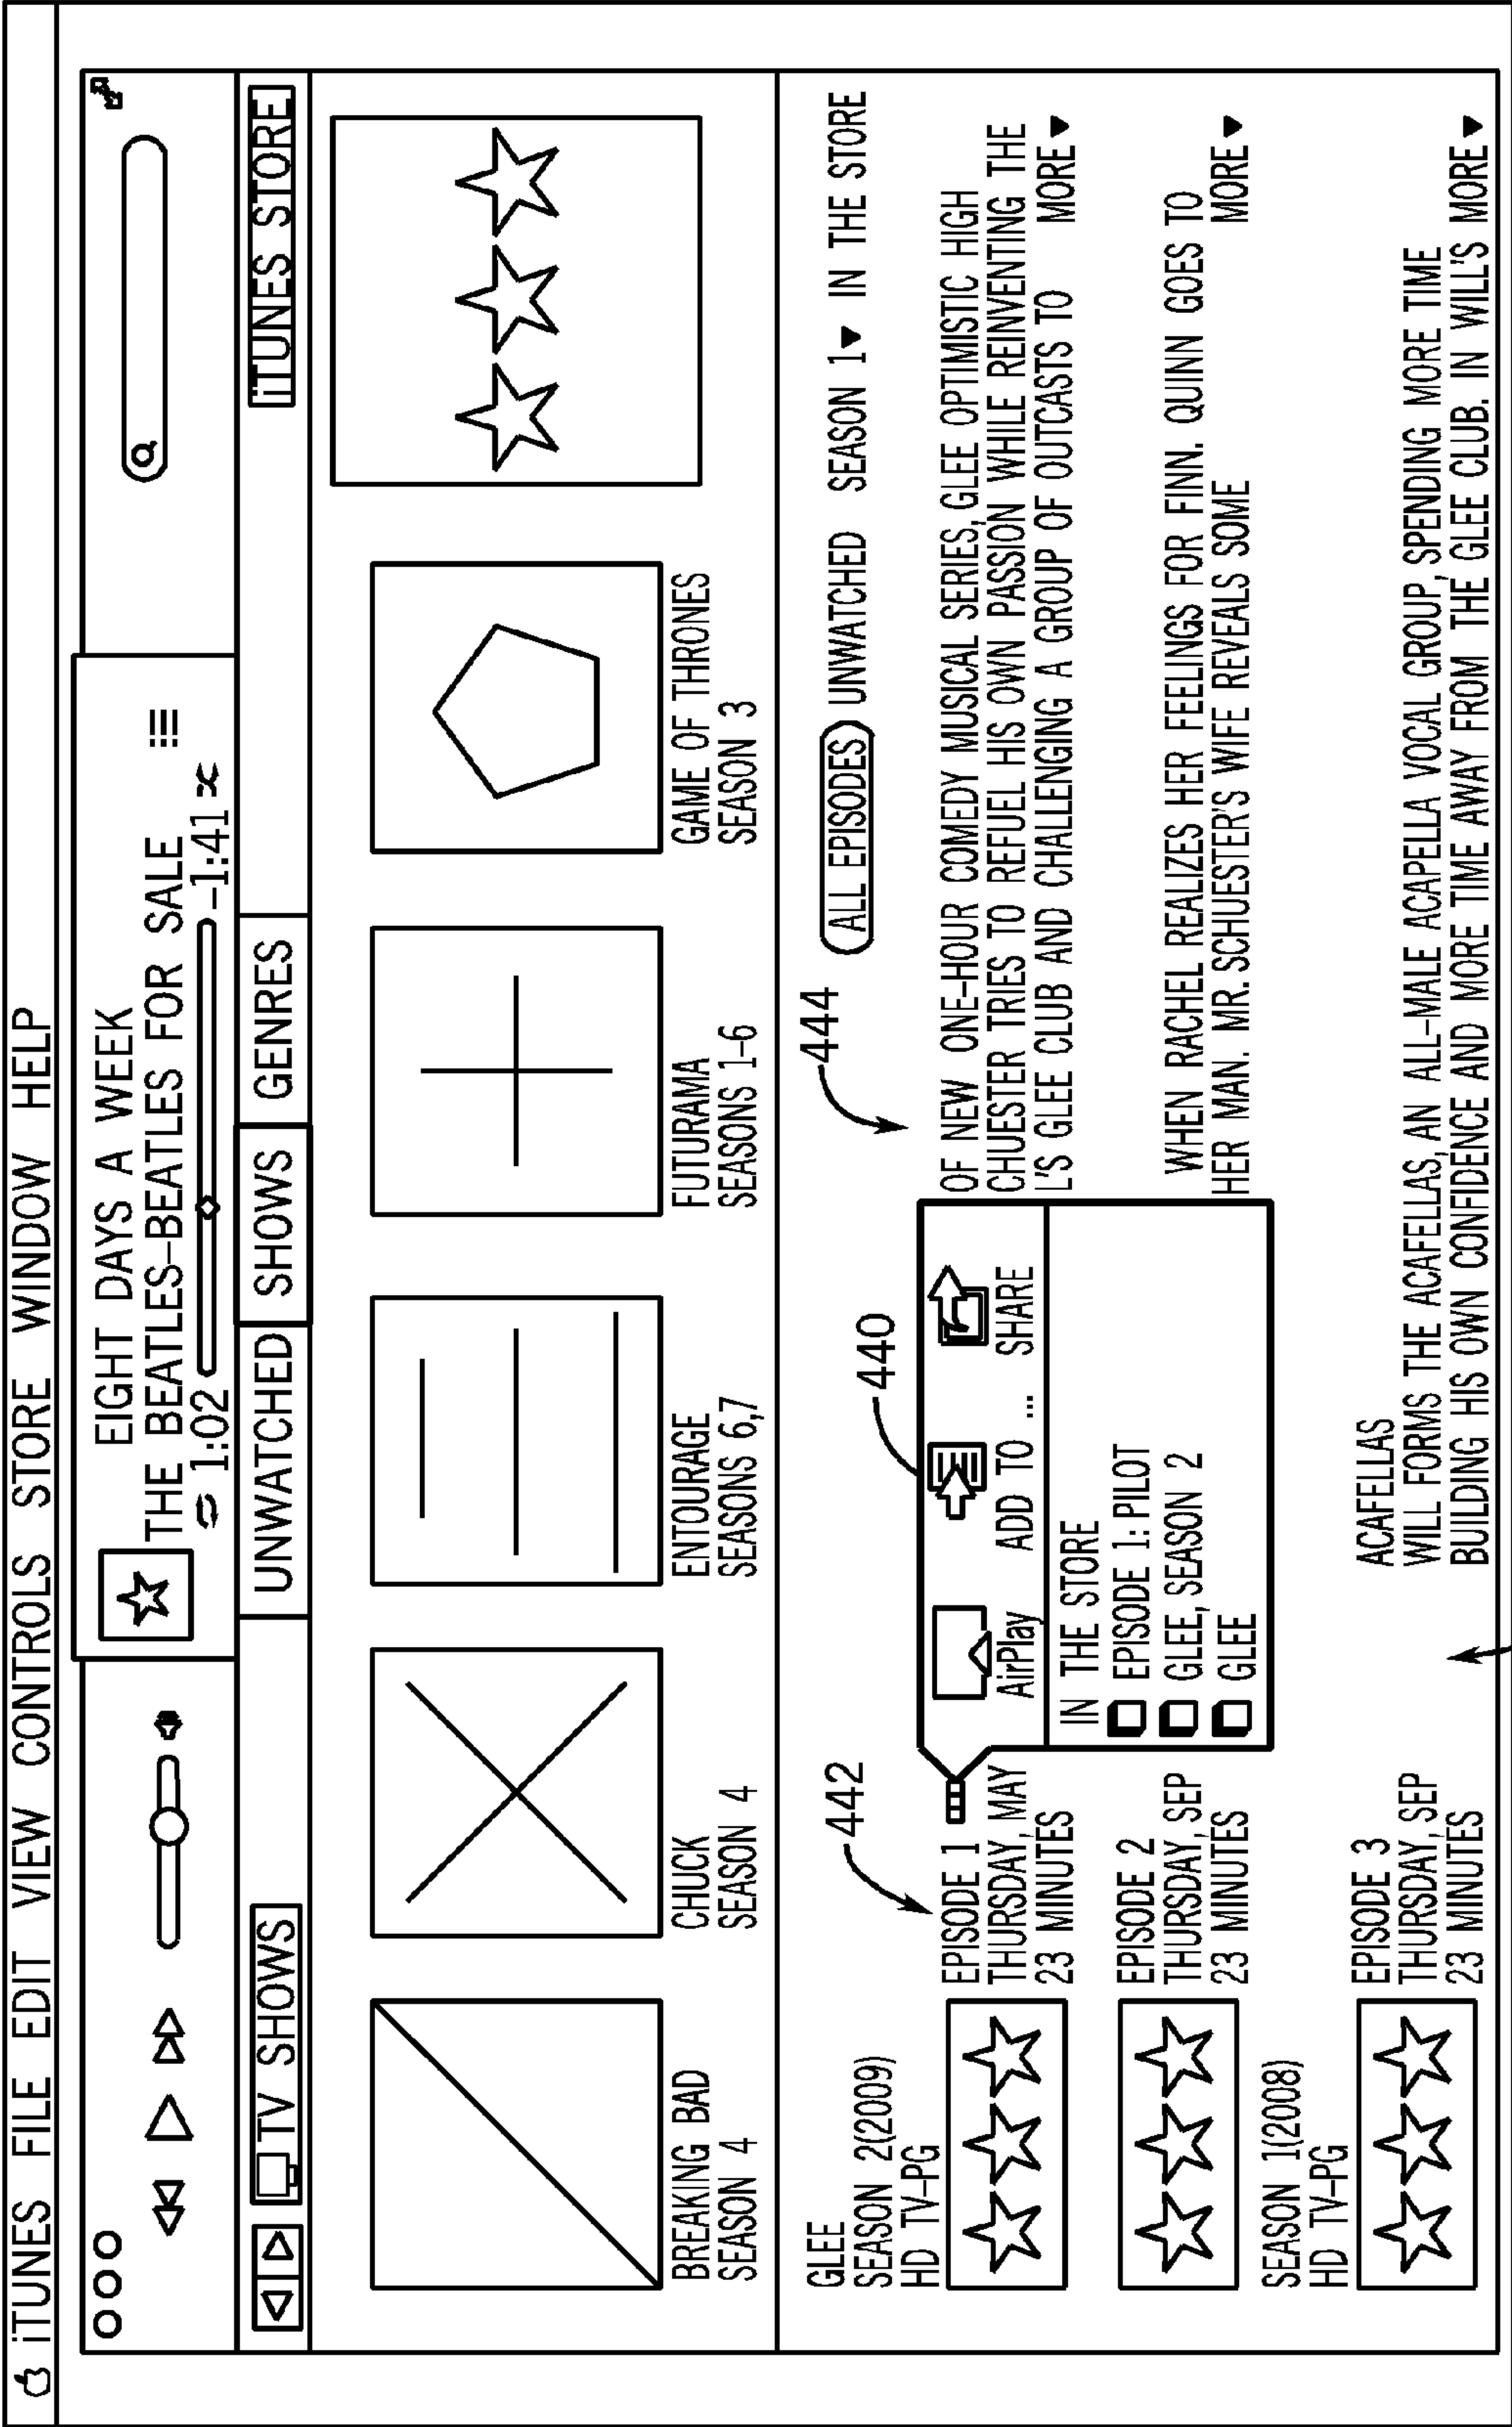 iTUNES FILE EDIT VIEW CONTROLS STORE WINDOW HELP
EIGHT DAYS A WEEK
THE BEATLES-BEATLES FOR SALE
1:02 -1:41
TV SHOWS UNWATCHED SHOWS GENRES iTUNES STORE
BREAKING BAD
SEASON 4
CHUCK
SEASON 4
ENTOURAGE
SEASONS 6,7
FUTURAMA
SEASONS 1-6
GAME OF THRONES
SEASON 3
GLEE
SEASON 2(2009)
HD TV-PG
442
440
444
ALL EPISODES UNWATCHED SEASON 1▼ IN THE STORE
EPISODE 1
THURSDAY, MAY
23 MINUTES
AirPlay ADD TO ... SHARE
IN THE STORE
EPISODE 1: PILOT
GLEE, SEASON 2
GLEE
OF NEW ONE-HOUR COMEDY MUSICAL SERIES, GLEE OPTIMISTIC HIGH
CHUESTER TRIES TO REFUEL HIS OWN PASSION WHILE REINVENTING THE
L'S GLEE CLUB AND CHALLENGING A GROUP OF OUTCASTS TO MORE▼
EPISODE 2
THURSDAY, SEP
23 MINUTES
WHEN RACHEL REALIZES HER FEELINGS FOR FINN. QUINN GOES TO
HER MAN. MR. SCHUESTER'S WIFE REVEALS SOME MORE▼
SEASON 1(2008)
HD TV-PG
EPISODE 3
THURSDAY, SEP
23 MINUTES
ACAFELLAS
WILL FORMS THE ACAFELLAS, AN ALL-MALE ACAPELLA VOCAL GROUP, SPENDING MORE TIME
BUILDING HIS OWN CONFIDENCE AND MORE TIME AWAY FROM THE GLEE CLUB. IN WILL'S MORE▼